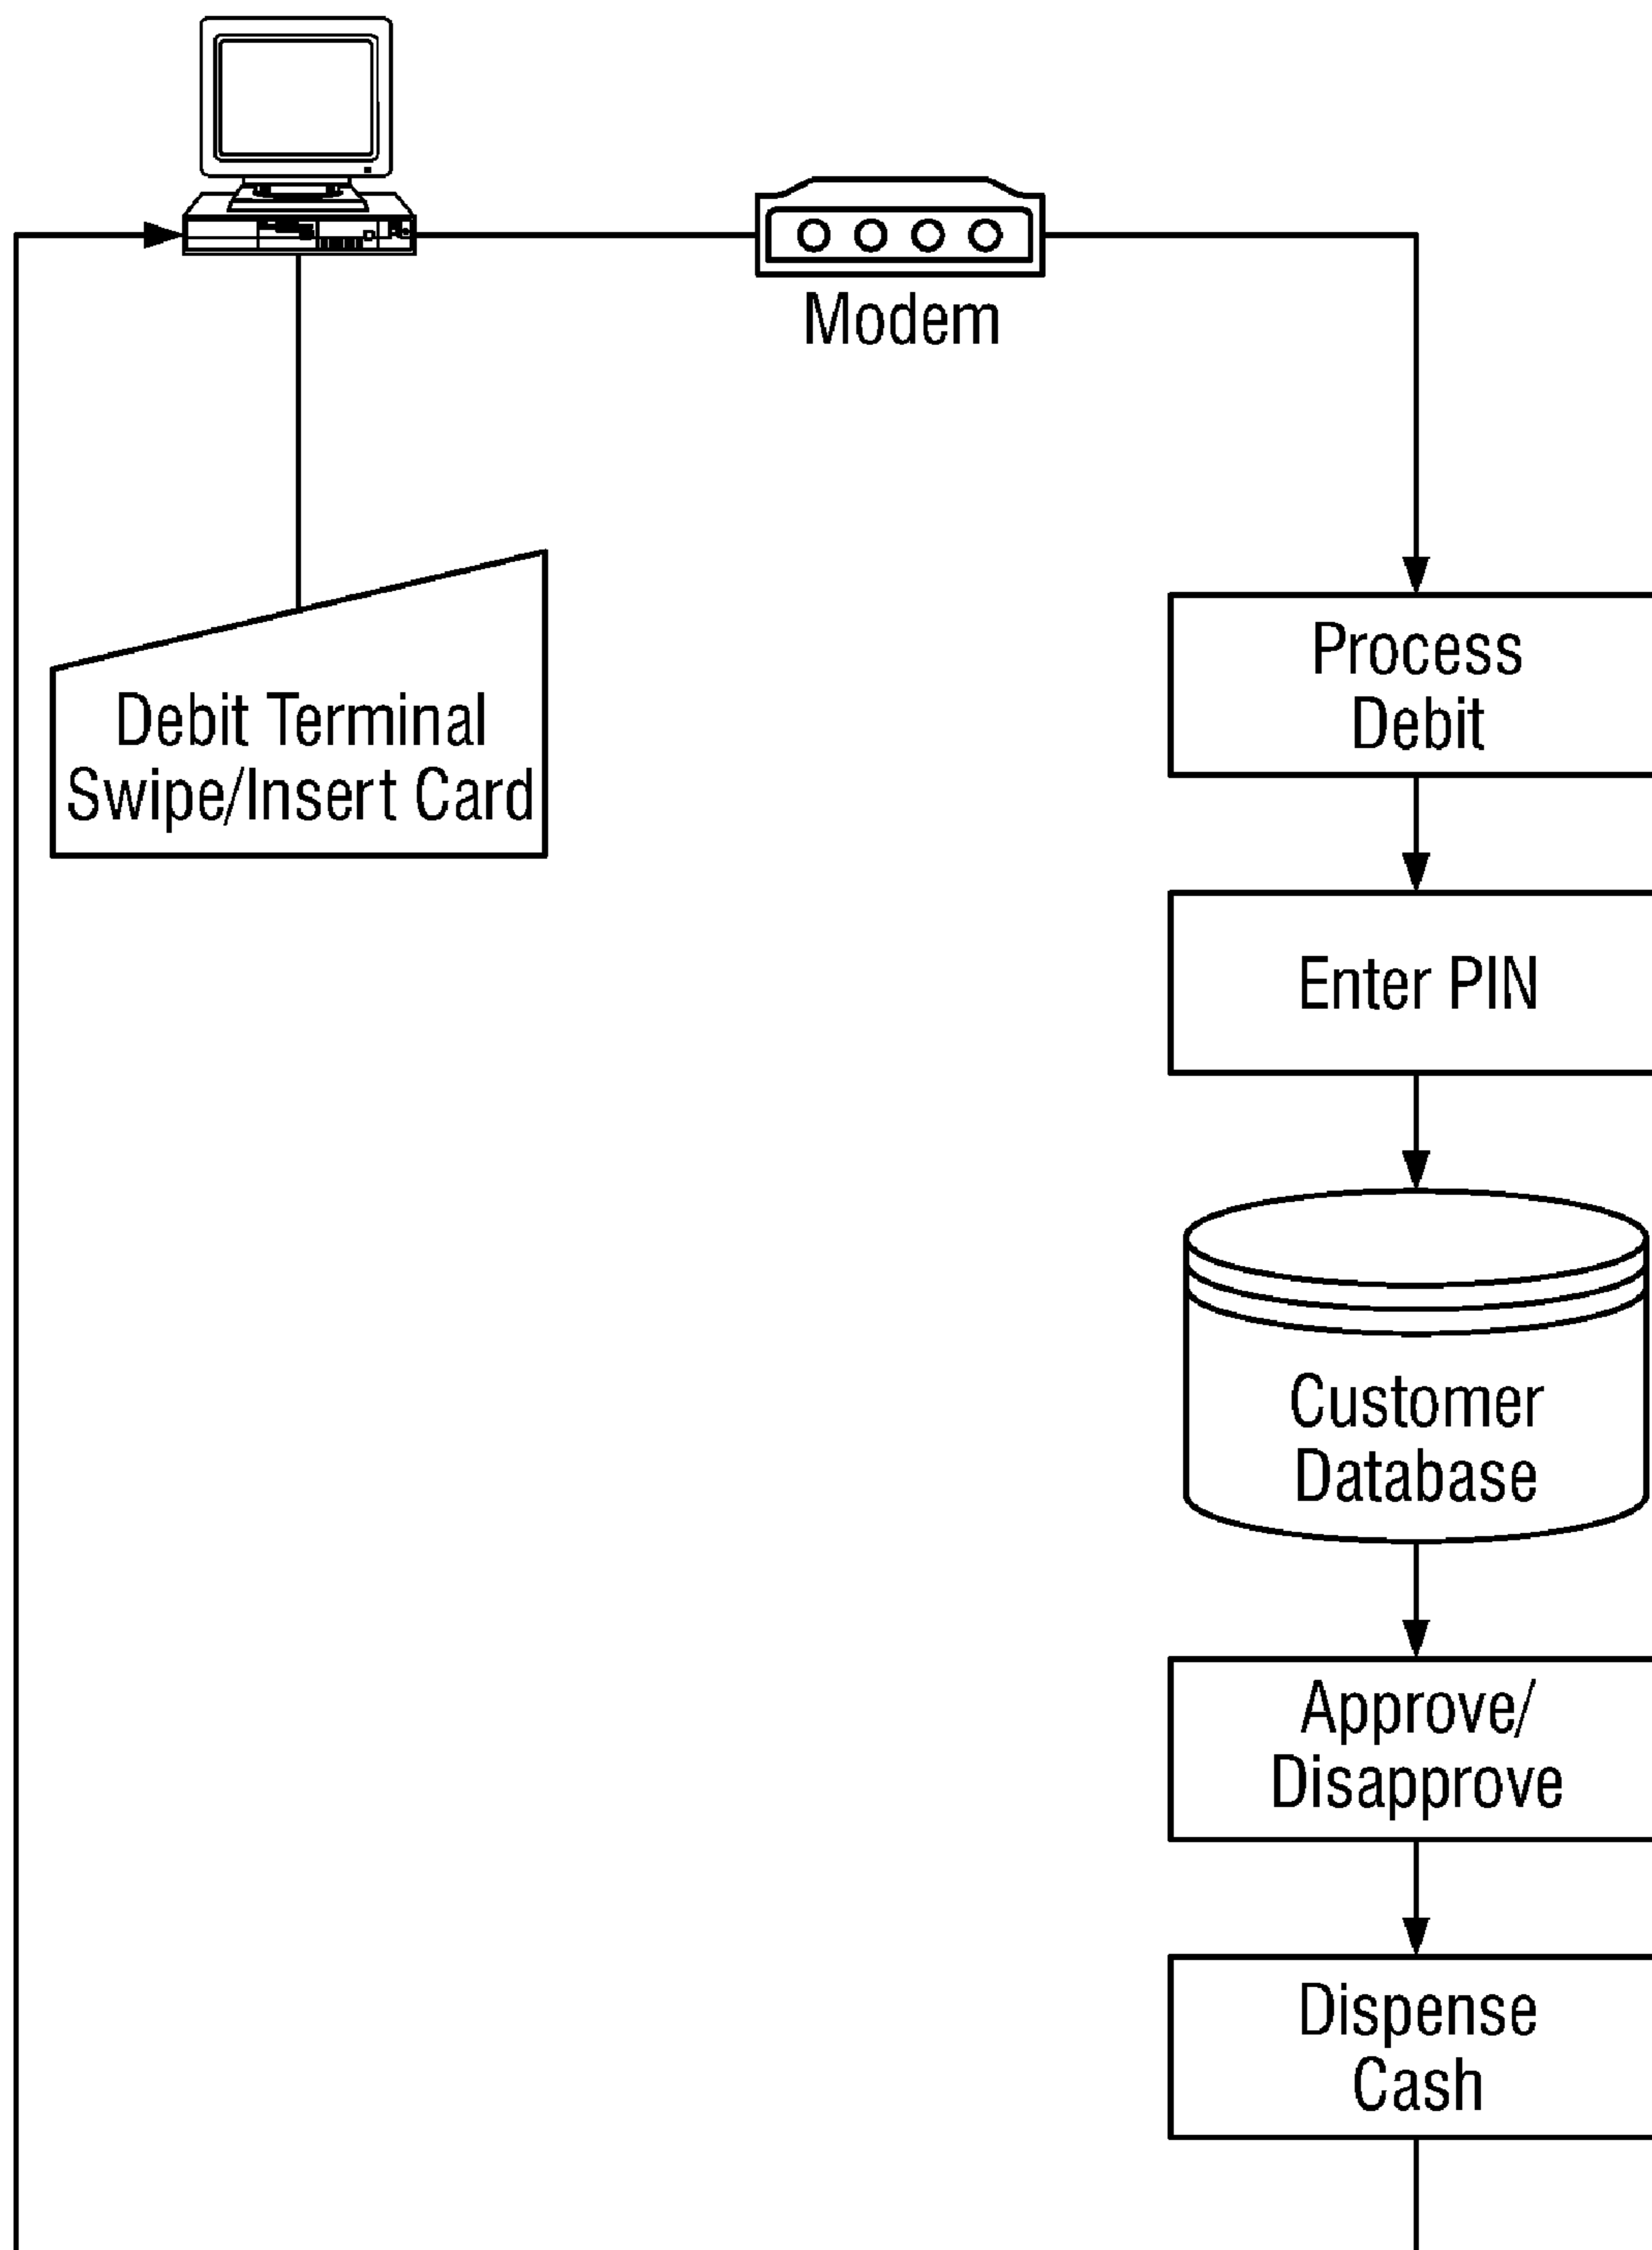 Modem
Debit Terminal
Swipe/Insert Card
Process
Debit
Enter PIN
Customer
Database
Approve/
Disapprove
Dispense
Cash